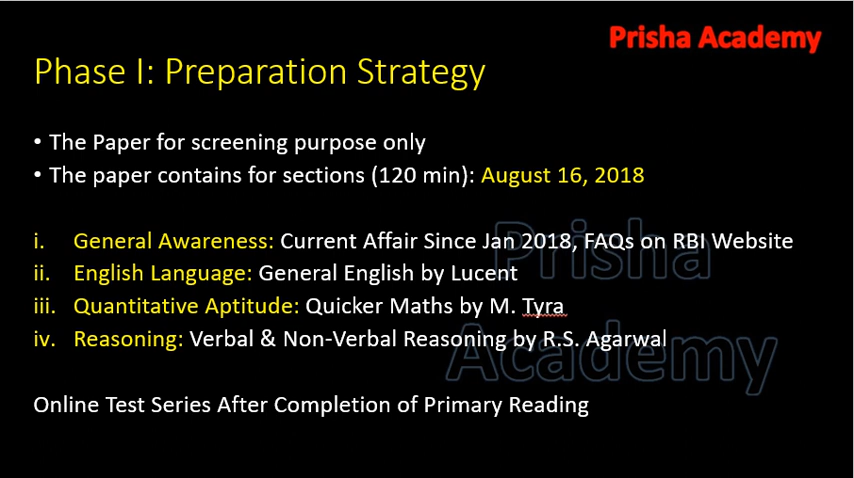 Prisha Academy
Phase I: Preparation Strategy
• The Paper for screening purpose only
• The paper contains for sections (120 min): August 16, 2018
i. General Awareness: Current Affair Since Jan 2018, FAQs on RBI Website
ii. English Language: General English by Lucent
iii. Quantitative Aptitude: Quicker Maths by M. Tyra
iv. Reasoning: Verbal & Non-Verbal Reasoning by R.S. Agarwal
Prisha
Academy
Online Test Series After Completion of Primary Reading